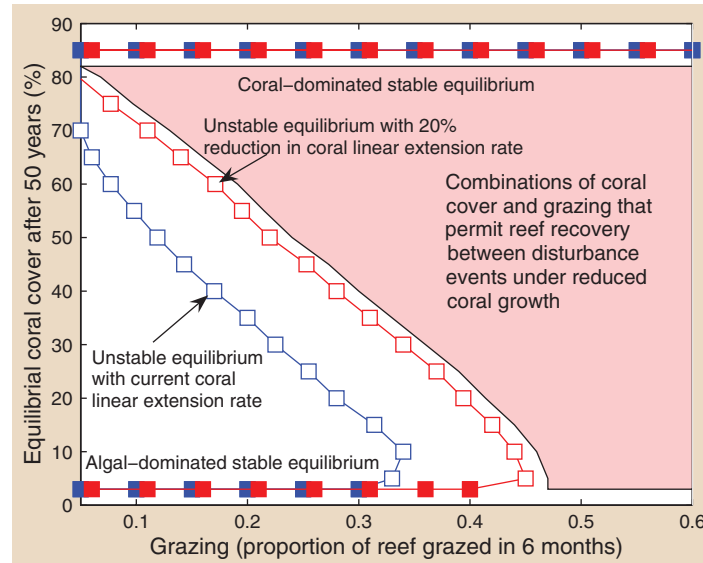 Equilibrial coral cover after 50 years (%)
90
80
70
60
50
40
30
20
10
0
Coral–dominated stable equilibrium
Unstable equilibrium with 20%
reduction in coral linear extension rate
Combinations of coral
cover and grazing that
permit reef recovery
between disturbance
events under reduced
coral growth
Unstable equilibrium
with current coral
linear extension rate
Algal–dominated stable equilibrium
0.1 0.2 0.3 0.4 0.5 0.6
Grazing (proportion of reef grazed in 6 months)